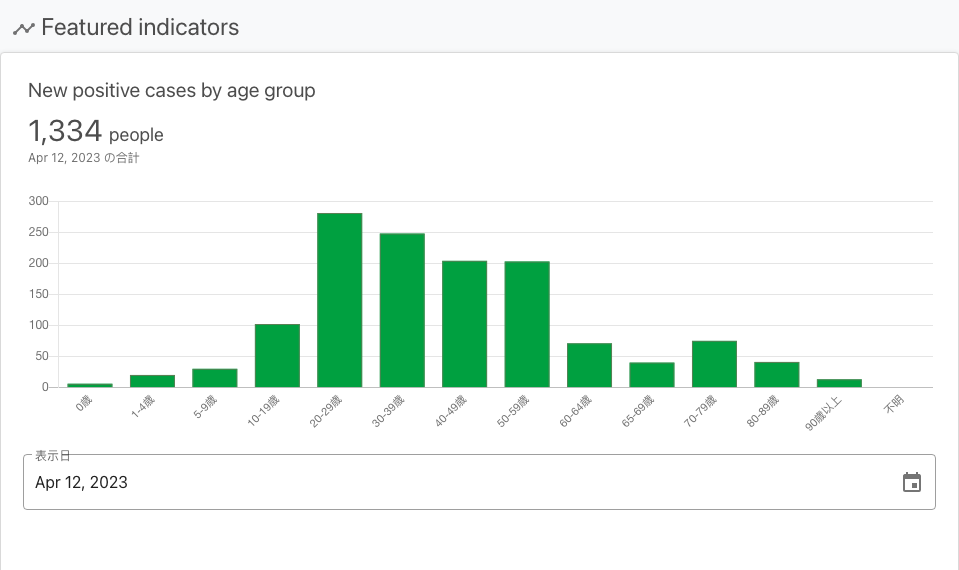 Featured indicators
New positive cases by age group
1,334 people
Apr 12, 2023 の合計
300
250
200
150
100
50
0
0歳
1-4歳
5-9歳
10-19歳
20-29歳
30-39歳
40-49歳
50-59歳
60-64歳
65-69歳
70-79歳
80-89歳
90歳以上
不明
表示日
Apr 12, 2023